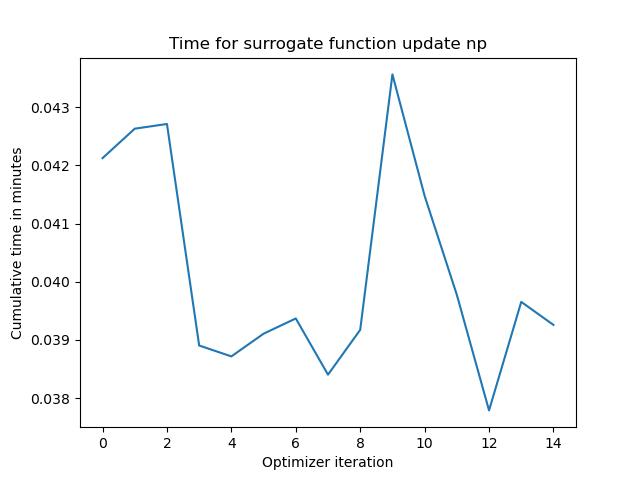 Time for surrogate function update np
0.043
0.042
0.041
0.040
0.039
0.038
Cumulative time in minutes
0 2 4 6 8 10 12 14
Optimizer iteration